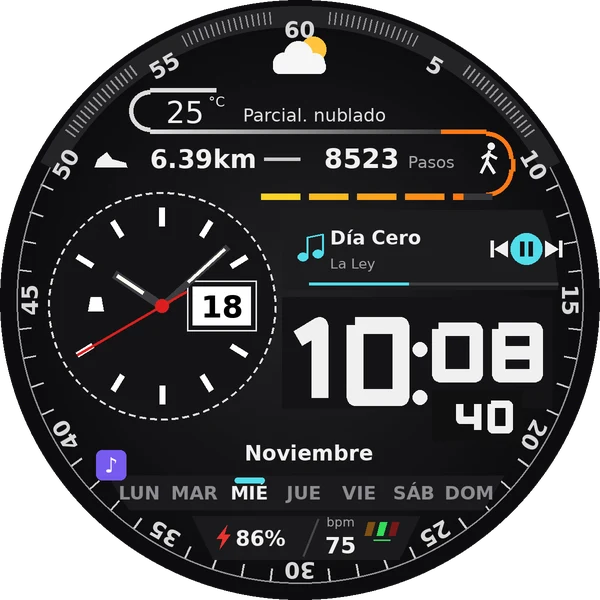 60
55
5
25 °C
Parcial. nublado
50
10
6.39km
8523 Pasos
Día Cero
La Ley
45
15
18
10:08
40
40
20
Noviembre
LUN MAR MIÉ JUE VIE SÁB DOM
35
25
86%
bpm
75
30